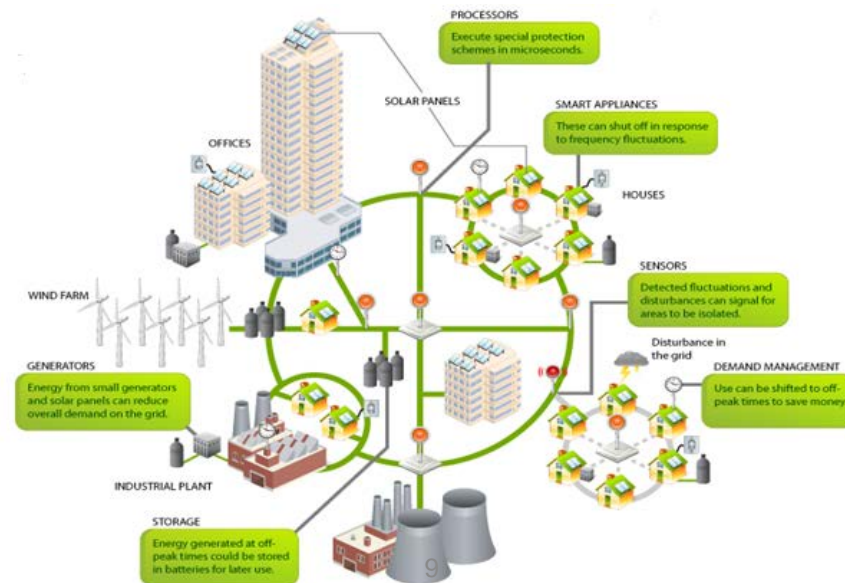 PROCESSORS
Execute special protection
schemes in microseconds.
SOLAR PANELS
SMART APPLIANCES
These can shut off in response
to frequency fluctuations.
OFFICES
HOUSES
SENSORS
Detected fluctuations and
disturbances can signal for
areas to be isolated.
WIND FARM
Disturbance in
the grid
GENERATORS
Energy from small generators
and solar panels can reduce
overall demand on the grid.
DEMAND MANAGEMENT
Use can be shifted to off-
peak times to save money.
INDUSTRIAL PLANT
STORAGE
Energy generated at off-
peak times could be stored
in batteries for later use.
9